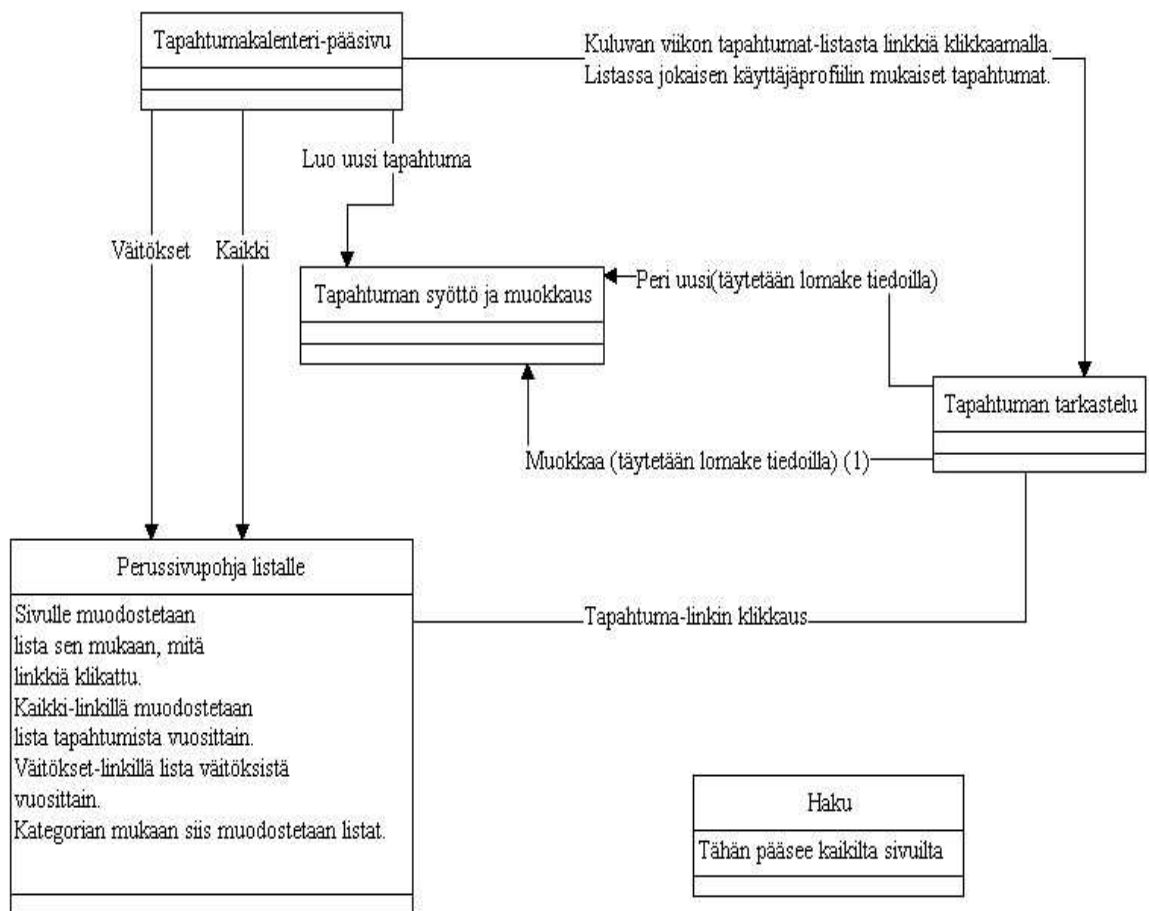 Tapahtumakalenteri-pääsivu
Kuluvan viikon tapahtumat-listasta linkkiä klikkaamalla.
Listassa jokaisen käyttäjäprofiilin mukaiset tapahtumat.
Luo uusi tapahtuma
Väitökset
Kaikki
Tapahtuman syöttö ja muokkaus
Peri uusi(täytetään lomake tiedoilla)
Tapahtuman tarkastelu
Muokkaa (täytetään lomake tiedoilla) (1)
Perussivupohja listalle
Sivulle muodostetaan
lista sen mukaan, mitä
linkkiä klikattu.
Kaikki-linkillä muodostetaan
lista tapahtumista vuosittain.
Väitökset-linkillä lista väitöksistä
vuosittain.
Kategorian mukaan siis muodostetaan listat.
Tapahtuma-linkin klikkaus
Haku
Tähän pääsee kaikilta sivuilta